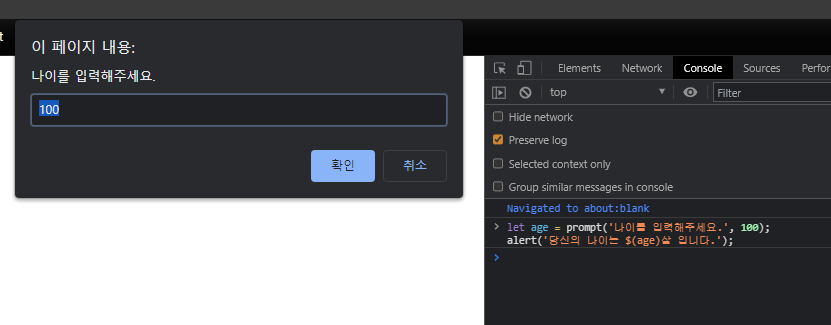 t
이 페이지 내용:
나이를 입력해주세요.
100
확인 취소
Elements Network Console Sources Perfor
top Filter
Hide network
Preserve log
Selected context only
Group similar messages in console
Navigated to about:blank
let age = prompt('나이를 입력해주세요.', 100);
alert('당신의 나이는 $(age)살 입니다.');